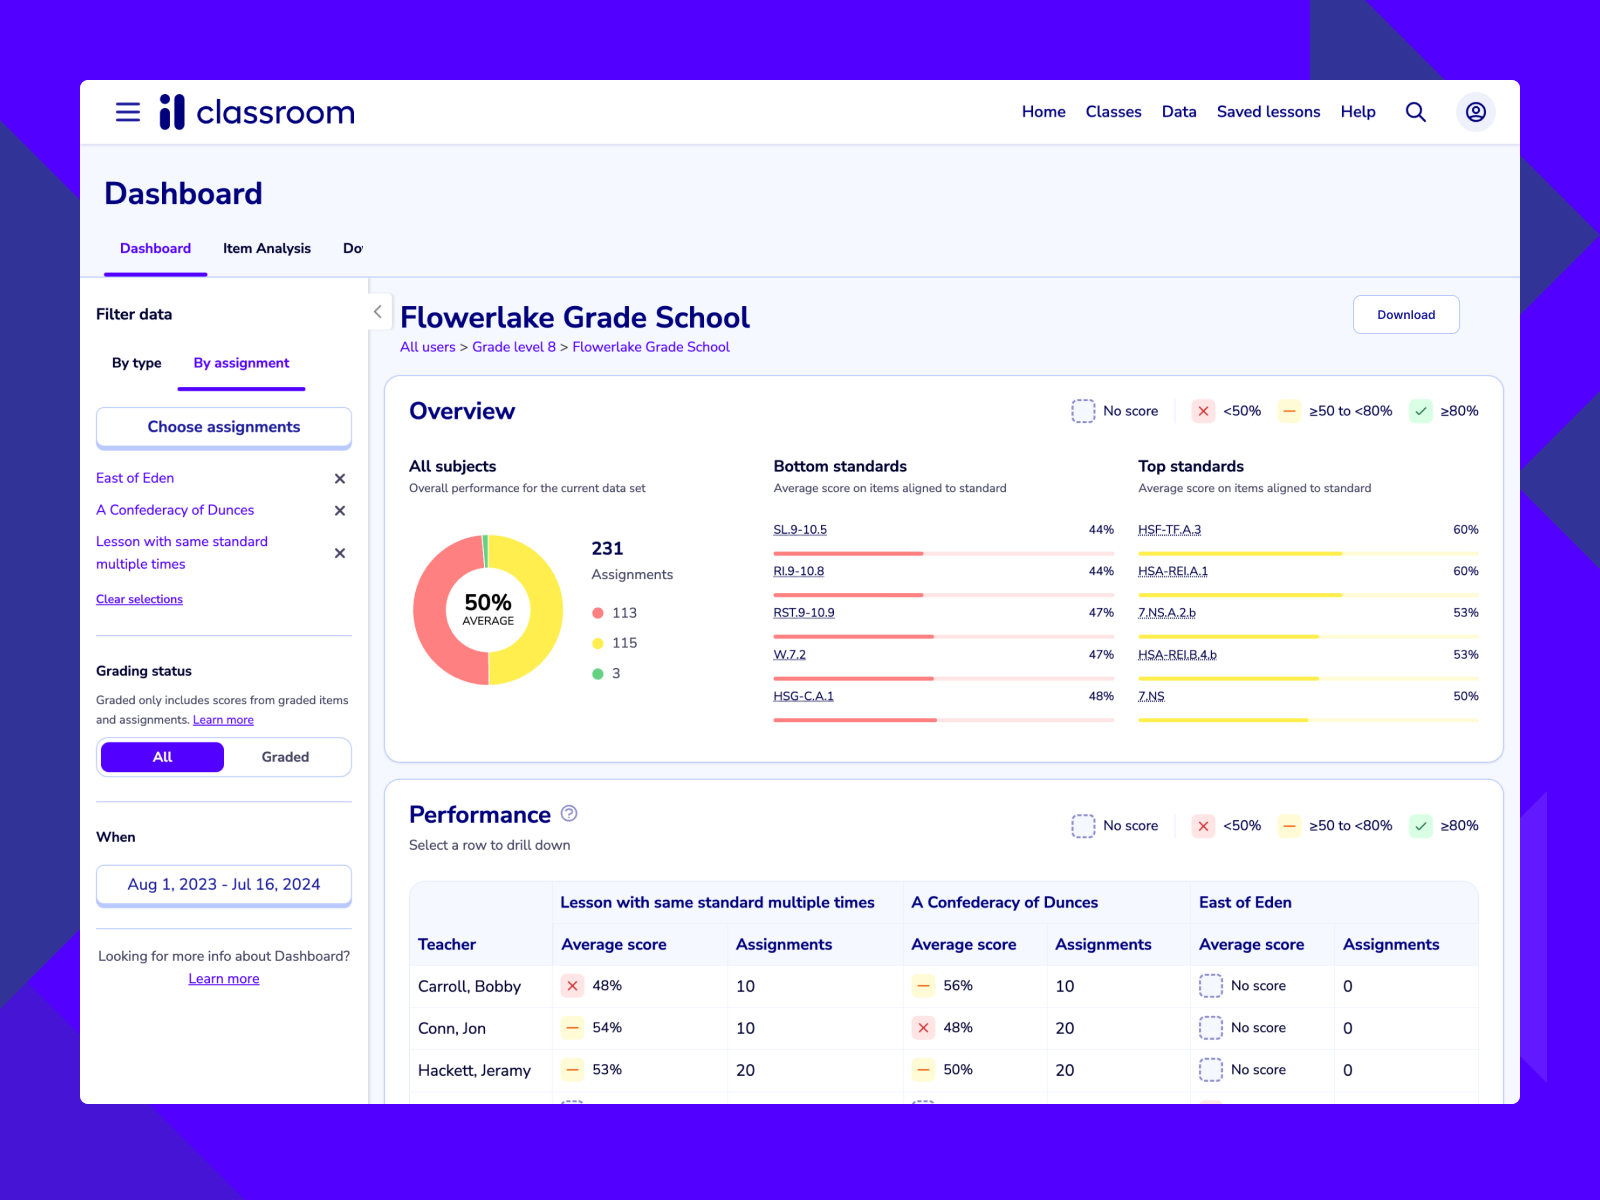 classroom
Home Classes Data Saved lessons Help
Dashboard
Dashboard Item Analysis Do
Filter data
By type By assignment
Choose assignments
East of Eden
A Confederacy of Dunces
Lesson with same standard
multiple times
Clear selections
Grading status
Graded only includes scores from graded items
and assignments. Learn more
All Graded
When
Aug 1, 2023 - Jul 16, 2024
Looking for more info about Dashboard?
Learn more
Flowerlake Grade School
Download
All users > Grade level 8 > Flowerlake Grade School
Overview
No score <50% ≥50 to <80% ≥80%
All subjects
Overall performance for the current data set
50%
AVERAGE
231
Assignments
113
115
3
Bottom standards
Average score on items aligned to standard
SL.9-10.5 44%
RI.9-10.8 44%
RST.9-10.9 47%
W.7.2 47%
HSG-C.A.1 48%
Top standards
Average score on items aligned to standard
HSF-TF.A.3 60%
HSA-REI.A.1 60%
7.NS.A.2.b 53%
HSA-REI.B.4.b 53%
7.NS 50%
Performance ?
Select a row to drill down
No score <50% ≥50 to <80% ≥80%
Lesson with same standard multiple times A Confederacy of Dunces East of Eden
Teacher Average score Assignments Average score Assignments Average score Assignments
Carroll, Bobby 48% 10 56% 10 No score 0
Conn, Jon 54% 10 48% 20 No score 0
Hackett, Jeramy 53% 20 50% 20 No score 0